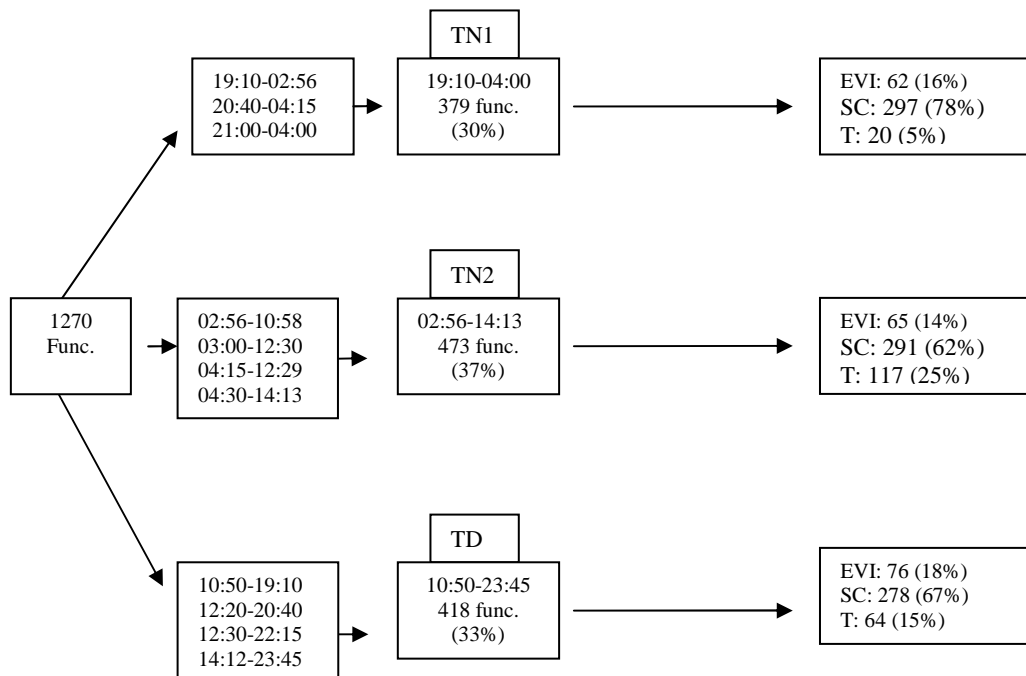 TN1
19:10-02:56
20:40-04:15
21:00-04:00
19:10-04:00
379 func.
(30%)
EVI: 62 (16%)
SC: 297 (78%)
T: 20 (5%)
TN2
1270
Func.
02:56-10:58
03:00-12:30
04:15-12:29
04:30-14:13
02:56-14:13
473 func.
(37%)
EVI: 65 (14%)
SC: 291 (62%)
T: 117 (25%)
TD
10:50-19:10
12:20-20:40
12:30-22:15
14:12-23:45
10:50-23:45
418 func.
(33%)
EVI: 76 (18%)
SC: 278 (67%)
T: 64 (15%)